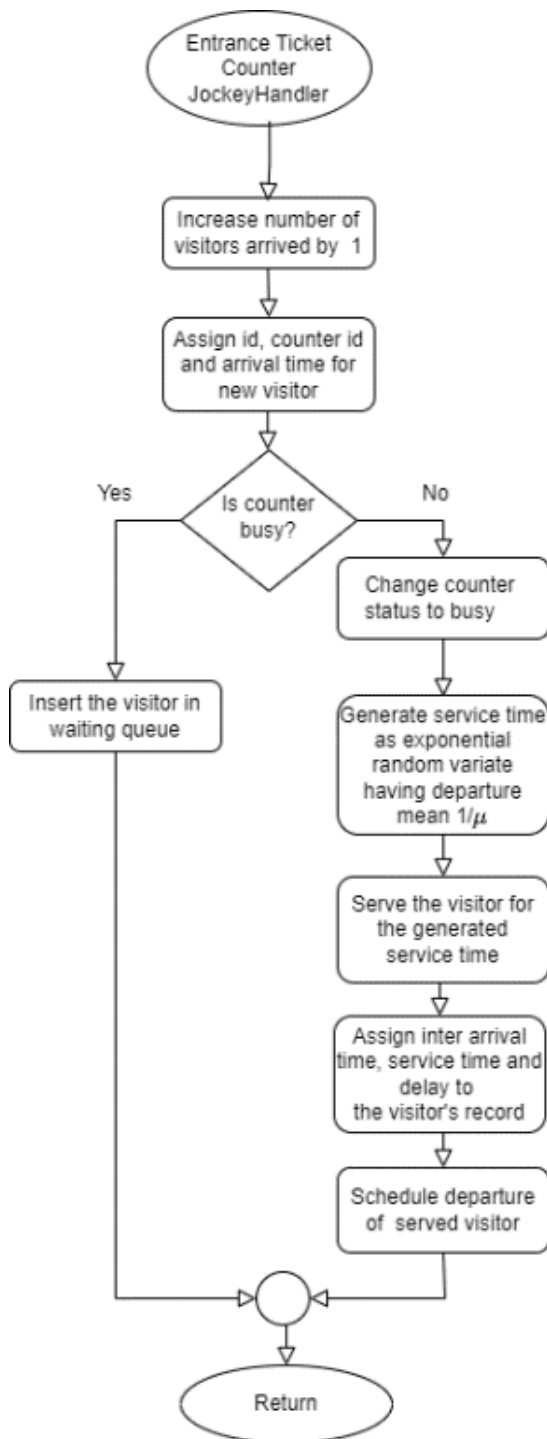 Entrance Ticket
Counter
JockeyHandler
Increase number of
visitors arrived by 1
Assign id, counter id
and arrival time for
new visitor
Is counter
busy?
Yes
No
Change counter
status to busy
Insert the visitor in
waiting queue
Generate service time
as exponential
random variate
having departure
mean 1/μ
Serve the visitor for
the generated
service time
Assign inter arrival
time, service time and
delay to
the visitor's record
Schedule departure
of served visitor
Return